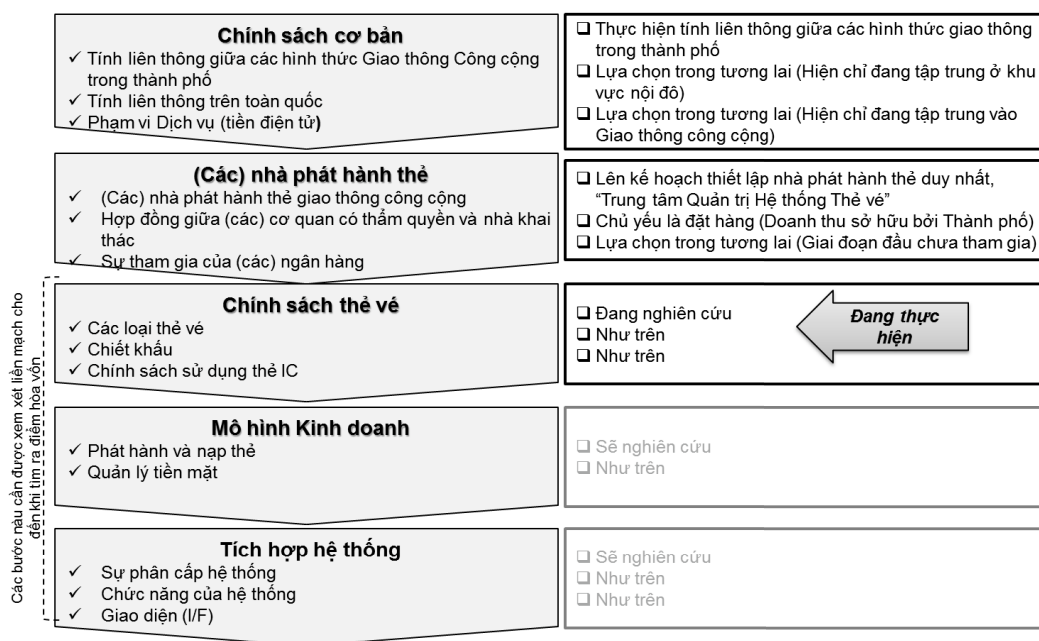 Chính sách cơ bản
✓ Tính liên thông giữa các hình thức Giao thông Công cộng
trong thành phố
✓ Tính liên thông trên toàn quốc
✓ Phạm vi Dịch vụ (tiền điện tử)
❑ Thực hiện tính liên thông giữa các hình thức giao thông
trong thành phố
❑ Lựa chọn trong tương lai (Hiện chỉ đang tập trung ở khu
vực nội đô)
❑ Lựa chọn trong tương lai (Hiện chỉ đang tập trung vào
Giao thông công cộng)
(Các) nhà phát hành thẻ
✓ (Các) nhà phát hành thẻ giao thông công cộng
✓ Hợp đồng giữa (các) cơ quan có thẩm quyền và nhà khai
thác
✓ Sự tham gia của (các) ngân hàng
❑ Lên kế hoạch thiết lập nhà phát hành thẻ duy nhất,
“Trung tâm Quản trị Hệ thống Thẻ vé”
❑ Chủ yếu là đặt hàng (Doanh thu sở hữu bởi Thành phố)
❑ Lựa chọn trong tương lai (Giai đoạn đầu chưa tham gia)
Các bước nàu cần được xem xét liền mạch cho
đến khi tìm ra điểm hòa vốn
Chính sách thẻ vé
✓ Các loại thẻ vé
✓ Chiết khấu
✓ Chính sách sử dụng thẻ IC
❑ Đang nghiên cứu
❑ Như trên
❑ Như trên
Đang thực
hiện
Mô hình Kinh doanh
✓ Phát hành và nạp thẻ
✓ Quản lý tiền mặt
❑ Sẽ nghiên cứu
❑ Như trên
Tích hợp hệ thống
✓ Sự phân cấp hệ thống
✓ Chức năng của hệ thống
✓ Giao diện (I/F)
❑ Sẽ nghiên cứu
❑ Như trên
❑ Như trên